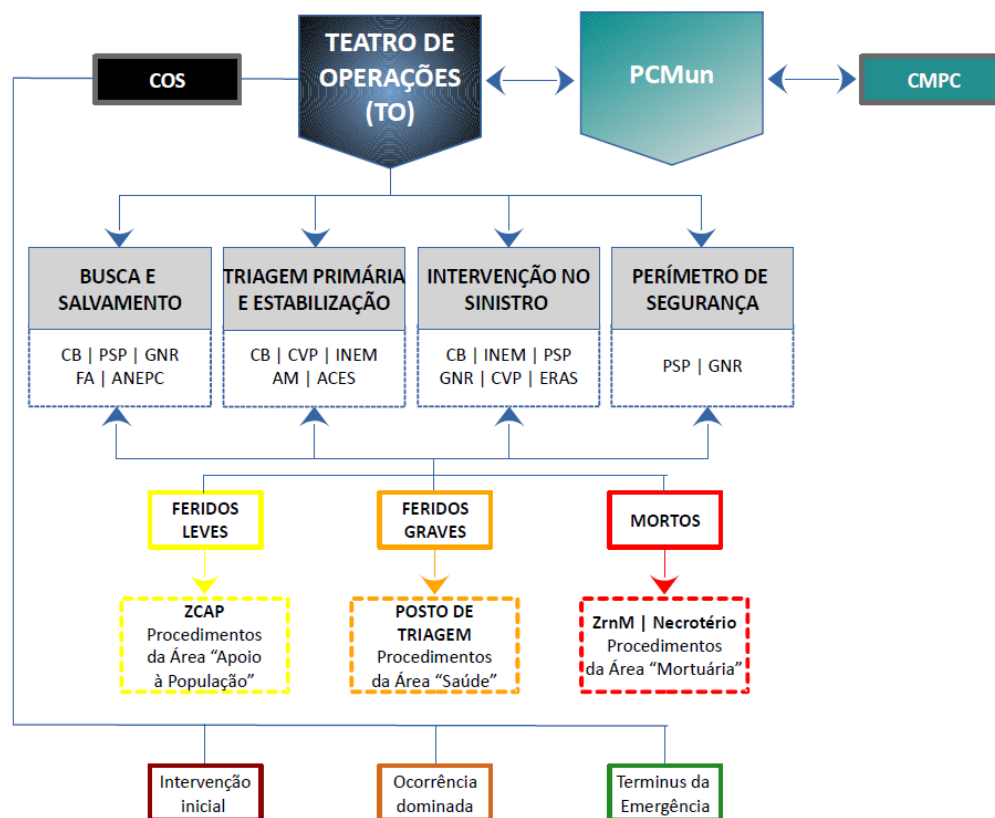 TEATRO DE
OPERAÇÕES
(TO)
COS
PCMun
CMPC
BUSCA E
SALVAMENTO
TRIAGEM PRIMÁRIA
E ESTABILIZAÇÃO
INTERVENÇÃO NO
SINISTRO
PERÍMETRO DE
SEGURANÇA
CB | PSP | GNR
FA | ANEPC
CB | CVP | INEM
AM | ACES
CB | INEM | PSP
GNR | CVP | ERAS
PSP | GNR
FERIDOS
LEVES
FERIDOS
GRAVES
MORTOS
ZCAP
Procedimentos
da Área “Apoio
à População”
POSTO DE
TRIAGEM
Procedimentos
da Área “Saúde”
ZrnM | Necrotério
Procedimentos
da Área “Mortuária”
Intervenção
inicial
Ocorrência
dominada
Terminus da
Emergência